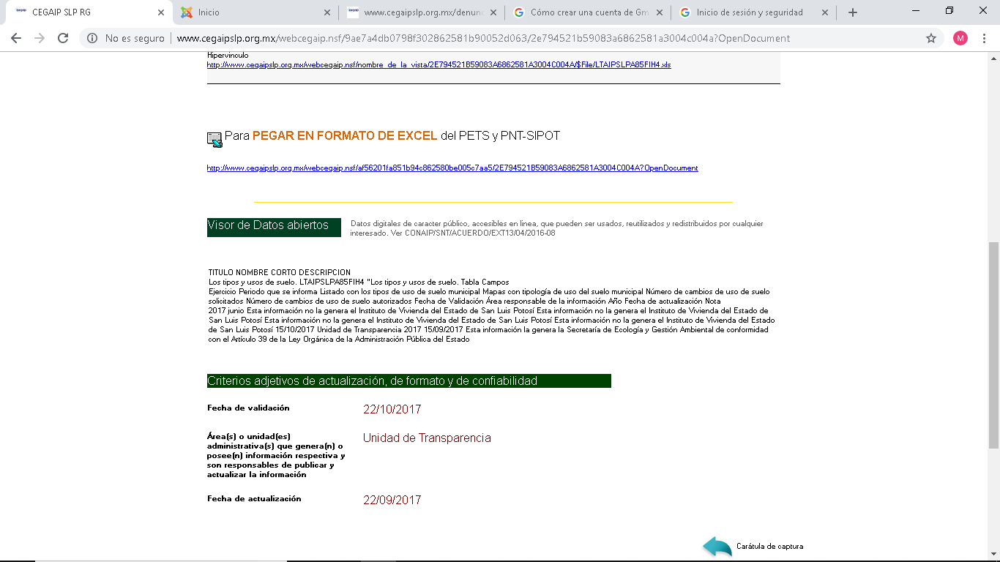 CEGAIP SLP RG
Inicio
www.cegaipslp.org.mx/denunc
Cómo crear una cuenta de Gm
Inicio de sesión y seguridad
No es seguro
www.cegaipslp.org.mx/webcegaip.nsf/9ae7a4db0798f302862581b90052d063/2e794521b59083a6862581a3004c004a?OpenDocument
M
Hipervinculo
http://www.cegaipslp.org.mx/webcegaip.nsf/nombre_de_la_vista/2E794521B59083A6862581A3004C004A/$File/LTAIPSLPA85FIH4.xls
Para PEGAR EN FORMATO DE EXCEL del PETS y PNT-SIPOT
http://www.cegaipslp.org.mx/webcegaip.nsf/af56201fa851b94c862580be005c7aa5/2E794521B59083A6862581A3004C004A?OpenDocument
Visor de Datos abiertos
Datos digitales de caracter público, accesibles en linea, que pueden ser usados, reutilizados y redistribuidos por cualquier
interesado. Ver CONAIP/SNT/ACUERDO/EXT13/04/2016-08
TITULO NOMBRE CORTO DESCRIPCION
Los tipos y usos de suelo. LTAIPSLPA85FIH4 "Los tipos y usos de suelo. Tabla Campos
Ejercicio Periodo que se informa Listado con los tipos de uso de suelo municipal Mapas con tipología de uso del suelo municipal Número de cambios de uso de suelo
solicitados Número de cambios de uso de suelo autorizados Fecha de Validación Área responsable de la información Año Fecha de actualización Nota
2017 junio Esta información no la genera el Instituto de Vivienda del Estado de San Luis Potosí Esta información no la genera el Instituto de Vivienda del Estado de
San Luis Potosí Esta información no la genera el Instituto de Vivienda del Estado de San Luis Potosí Esta información no la genera el Instituto de Vivienda del Estado
de San Luis Potosí 15/10/2017 Unidad de Transparencia 2017 15/09/2017 Esta información la genera la Secretaría de Ecología y Gestión Ambiental de conformidad
con el Artículo 39 de la Ley Orgánica de la Administración Pública del Estado
Criterios adjetivos de actualización, de formato y de confiabilidad
Fecha de validación
22/10/2017
Área(s) o unidad(es)
administrativa(s) que genera(n) o
posee(n) información respectiva y
son responsables de publicar y
actualizar la información
Unidad de Transparencia
Fecha de actualización
22/09/2017
Carátula de captura